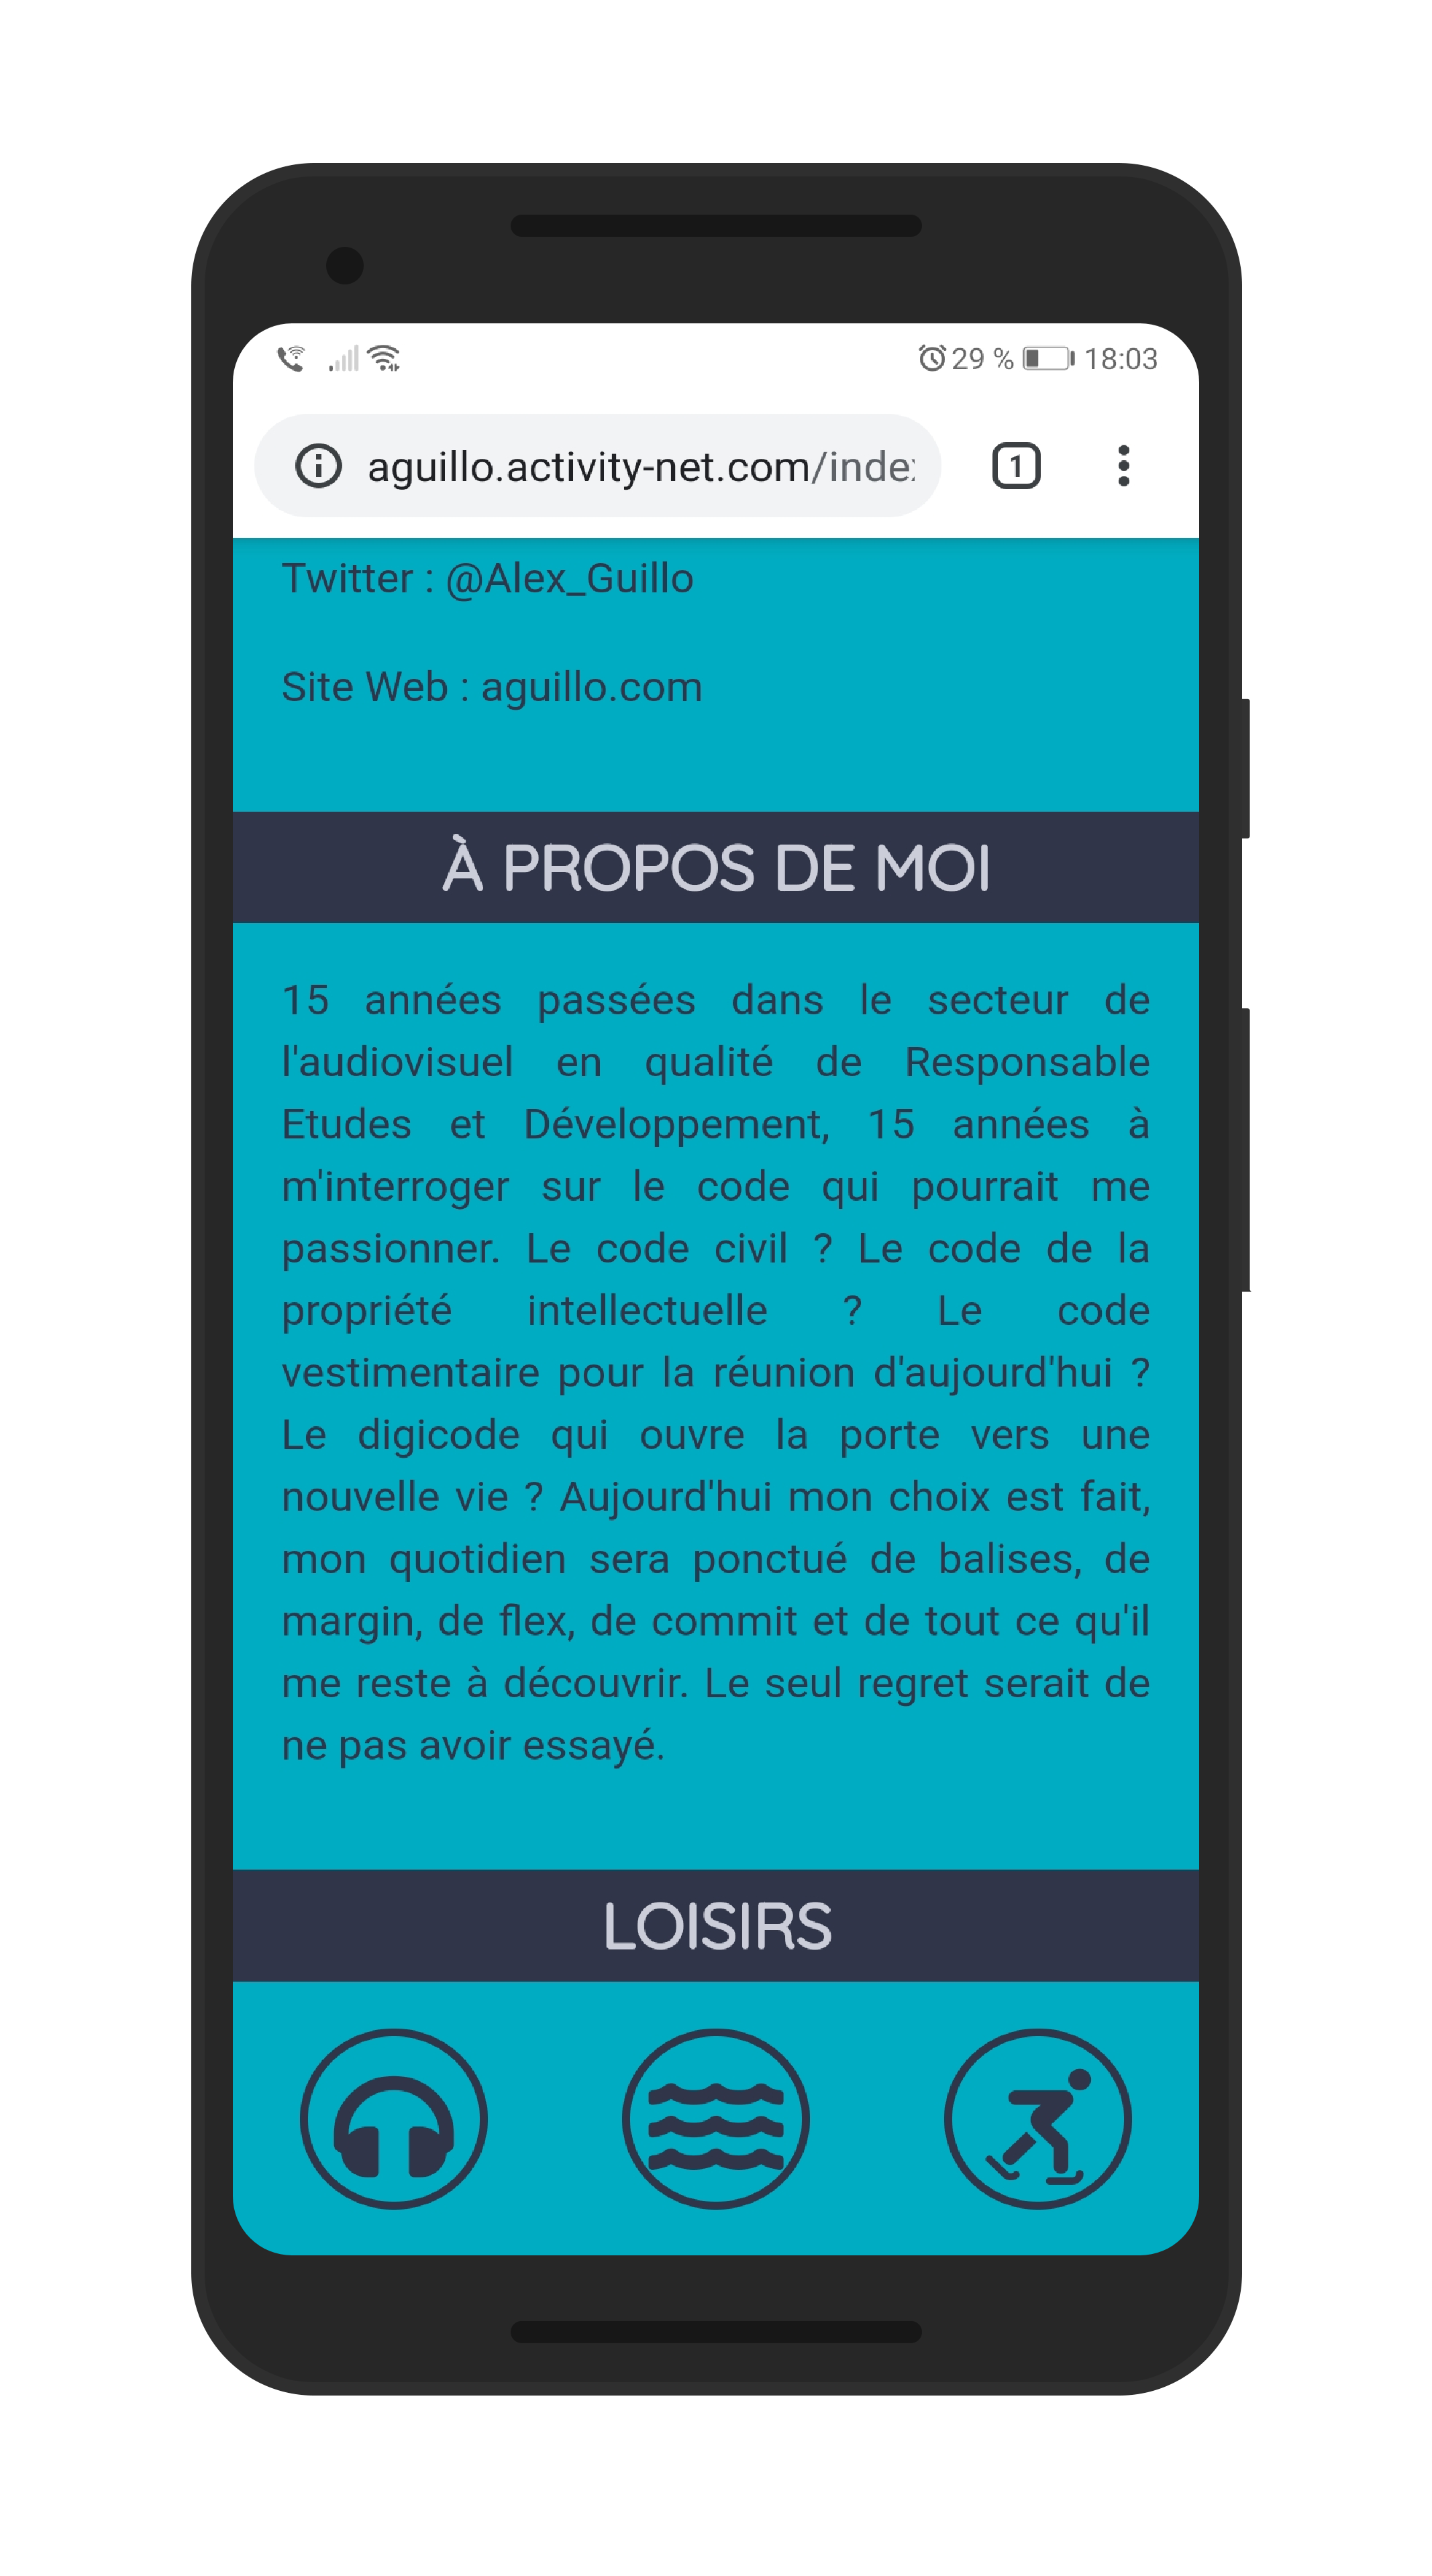 29 % 18:03
aguillo.activity-net.com/index
1
Twitter : @Alex_Guillo
Site Web : aguillo.com
À PROPOS DE MOI
15 années passées dans le secteur de
l'audiovisuel en qualité de Responsable
Etudes et Développement, 15 années à
m'interroger sur le code qui pourrait me
passionner. Le code civil ? Le code de la
propriété intellectuelle ? Le code
vestimentaire pour la réunion d'aujourd'hui ?
Le digicode qui ouvre la porte vers une
nouvelle vie ? Aujourd'hui mon choix est fait,
mon quotidien sera ponctué de balises, de
margin, de flex, de commit et de tout ce qu'il
me reste à découvrir. Le seul regret serait de
ne pas avoir essayé.
LOISIRS